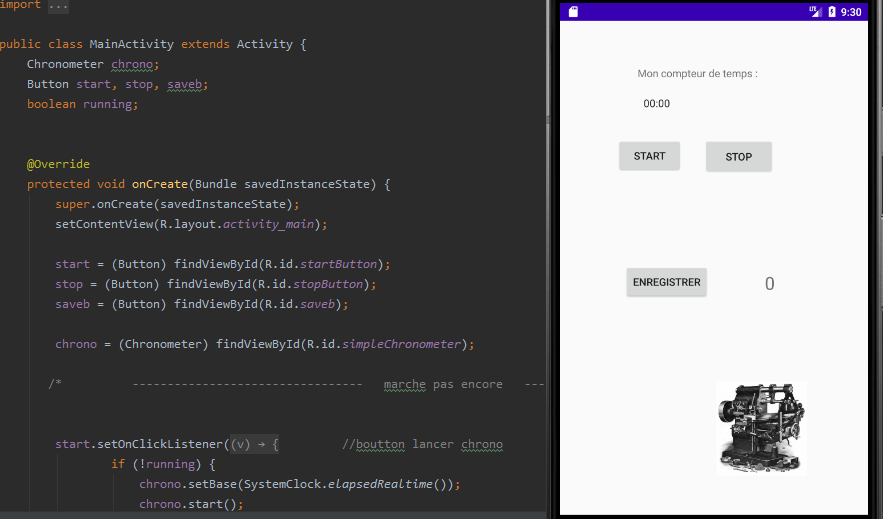 import ...
public class MainActivity extends Activity {
Chronometer chrono;
Button start, stop, saveb;
boolean running;
@Override
protected void onCreate(Bundle savedInstanceState) {
super.onCreate(savedInstanceState);
setContentView(R.layout.activity_main);
start = (Button) findViewById(R.id.startButton);
stop = (Button) findViewById(R.id.stopButton);
saveb = (Button) findViewById(R.id.saveb);
chrono = (Chronometer) findViewById(R.id.simpleChronometer);
/* --------------------------------- marche pas encore ---
start.setOnClickListener((v) → { //boutton lancer chrono
if (!running) {
chrono.setBase(SystemClock.elapsedRealtime());
chrono.start();
LTE 9:30
Mon compteur de temps :
00:00
START STOP
ENREGISTRER 0